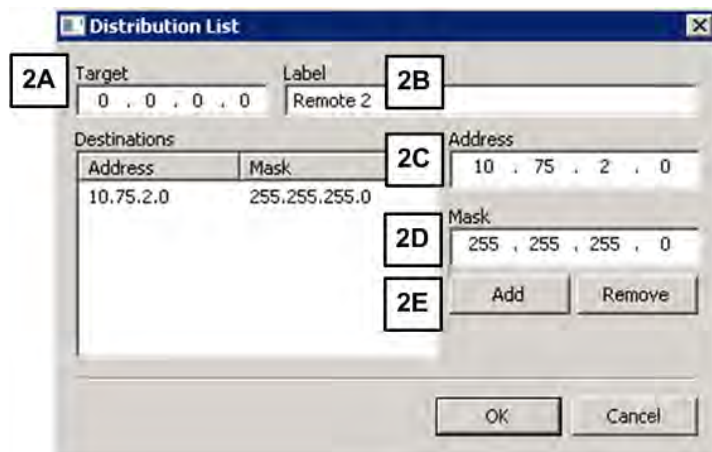 Distribution List
2A
Target
0 . 0 . 0 . 0
Label
Remote 2
2B
Destinations
Address Mask
10.75.2.0 255.255.255.0
2C
Address
10 . 75 . 2 . 0
2D
Mask
255 . 255 . 255 . 0
2E
Add Remove
OK Cancel